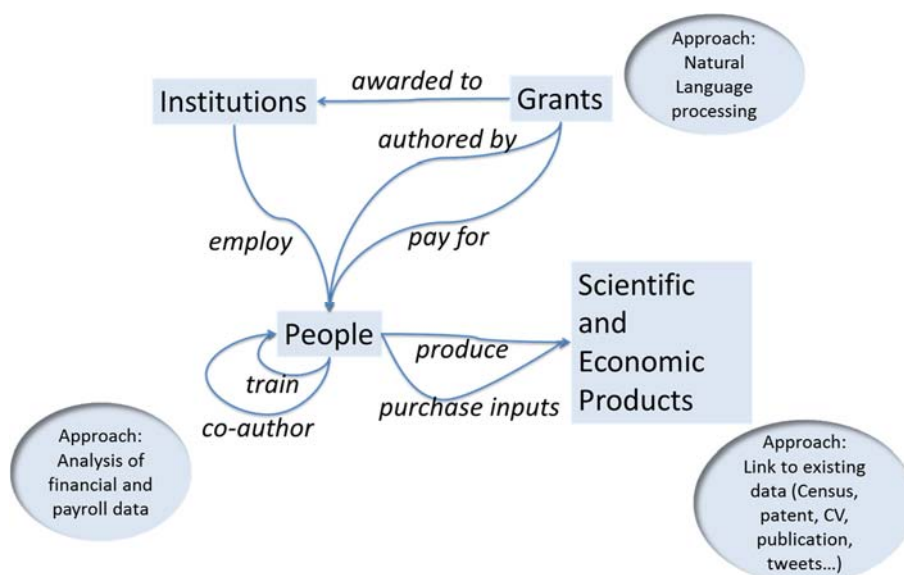 Approach:
Natural
Language
processing
awarded to
Institutions
Grants
authored by
employ
pay for
Scientific
and
Economic
Products
People
produce
train
purchase inputs
co-author
Approach:
Analysis of
financial and
payroll data
Approach:
Link to existing
data (Census,
patent, CV,
publication,
tweets...)